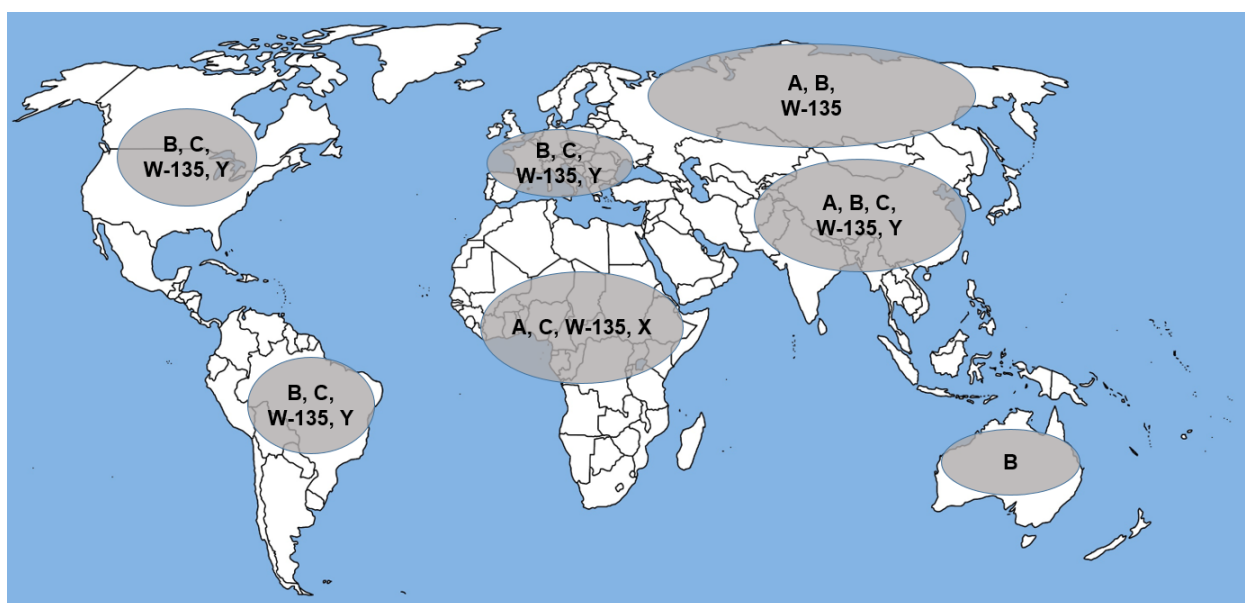 A, B,
W-135
B, C,
W-135, Y
B, C,
W-135, Y
A, B, C,
W-135, Y
A, C, W-135, X
B, C,
W-135, Y
B